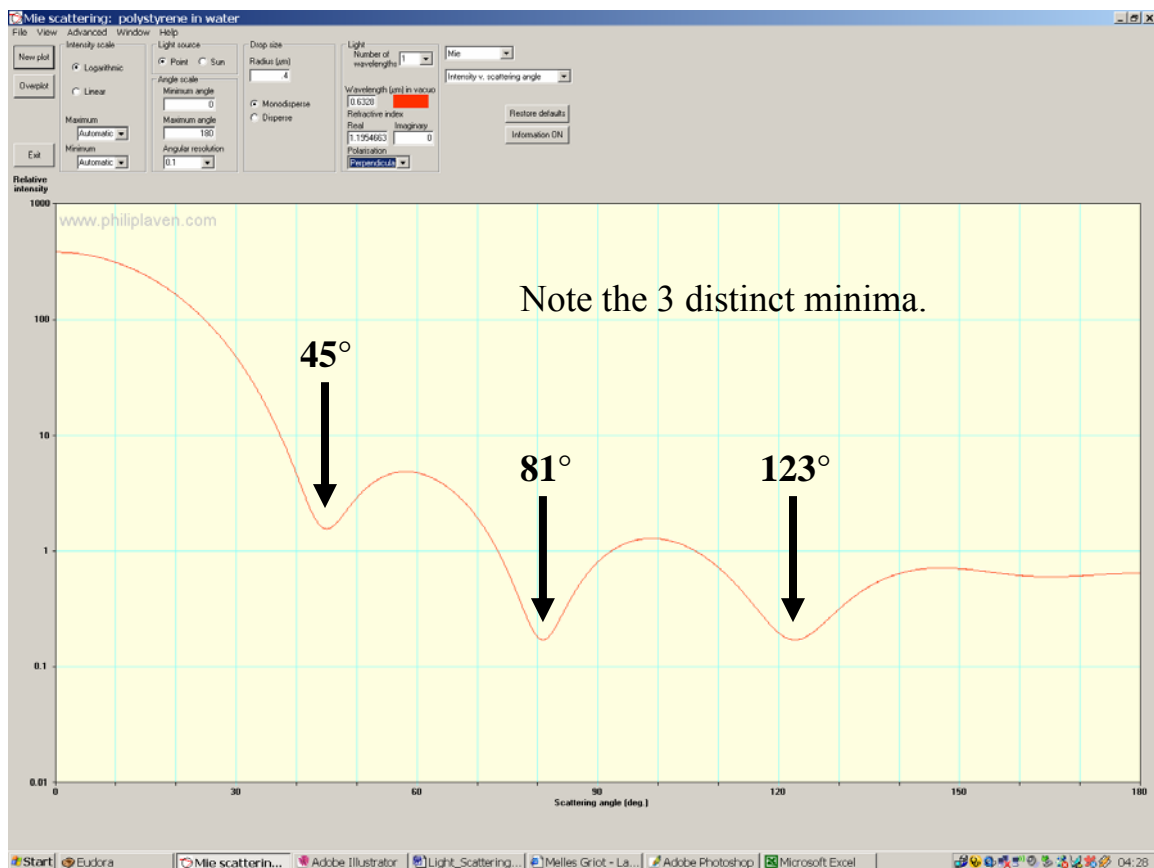 Mie scattering: polystyrene in water
File View Advanced Window Help
New plot
Overplot
Exit
Intensity scale
Logarithmic
Linear
Maximum
Automatic
Minimum
Automatic
Light source
Point Sun
Angle scale
Minimum angle
0
Maximum angle
180
Angular resolution
0.1
Drop size
Radius (µm)
.4
Monodisperse
Disperse
Light
Number of
wavelengths 1
Wavelength (µm) in vacuo
0.6328
Refractive index
Real Imaginary
1.1954663 0
Polarisation
Perpendicula
Mie
Intensity v. scattering angle
Restore defaults
Information ON
Relative
intensity
1000
www.philiplaven.com
Note the 3 distinct minima.
100
45°
10
81° 123°
1
0.1
0.01
0 30 60 90 120 150 180
Scattering angle (deg.)
Start Eudora Mie scatterin... Adobe Illustrator Light_Scattering... Melles Griot - La... Adobe Photoshop Microsoft Excel 04:28